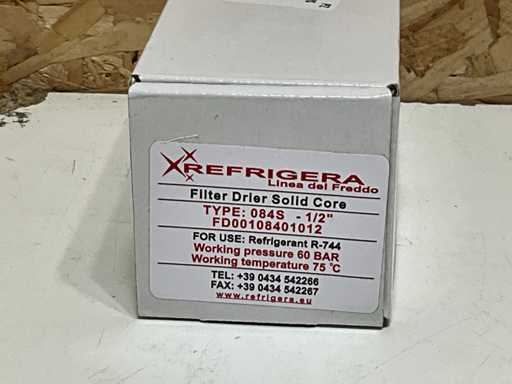 REFRIGERA
Linea del Freddo
Filter Drier Solid Core
TYPE: 084S - 1/2"
FD00108401012
FOR USE: Refrigerant R-744
Working pressure 60 BAR
Working temperature 75 °C
TEL: +39 0434 542266
FAX: +39 0434 542267
www.refrigera.eu